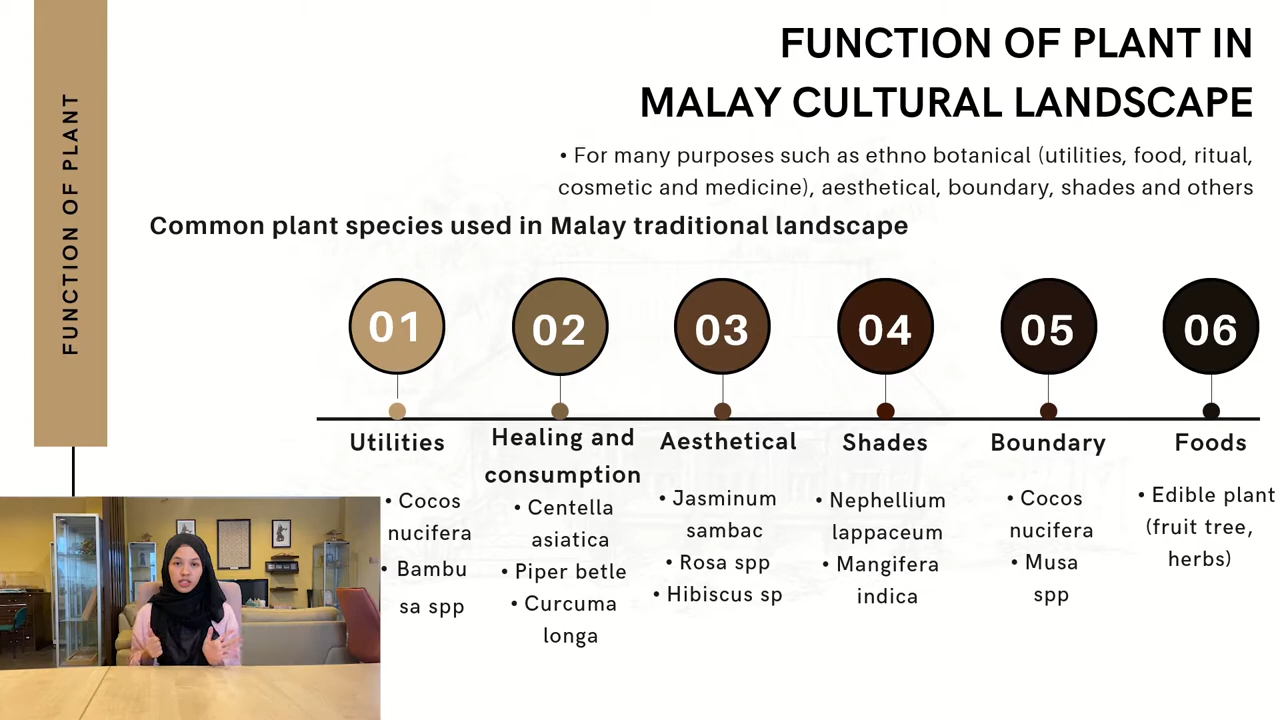 FUNCTION OF PLANT
FUNCTION OF PLANT IN
MALAY CULTURAL LANDSCAPE
• For many purposes such as ethno botanical (utilities, food, ritual,
cosmetic and medicine), aesthetical, boundary, shades and others
Common plant species used in Malay traditional landscape
01
Utilities
• Cocos
nucifera
• Bambu
sa spp
02
Healing and
consumption
• Centella
asiatica
• Piper betle
• Curcuma
longa
03
Aesthetical
• Jasminum
sambac
• Rosa spp
• Hibiscus sp
04
Shades
• Nephellium
lappaceum
• Mangifera
indica
05
Boundary
• Cocos
nucifera
• Musa
spp
06
Foods
• Edible plant
(fruit tree,
herbs)